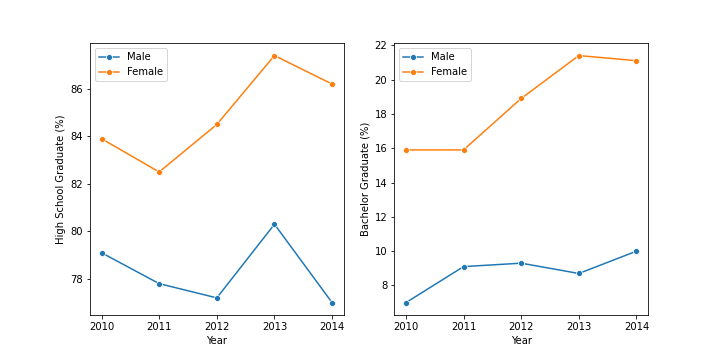 High School Graduate (%)
86
84
82
80
78
Male
Female
2010 2011 2012 2013 2014
Year
Bachelor Graduate (%)
22
20
18
16
14
12
10
8
Male
Female
2010 2011 2012 2013 2014
Year